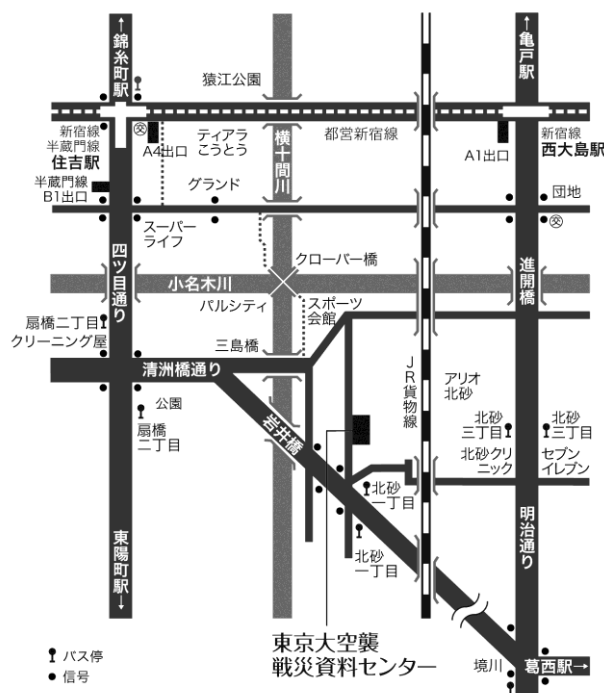 ←錦糸町駅
←亀戸駅
猿江公園
㊋
新宿線
半蔵門線
住吉駅
A4出口
ティアラ
こうとう
横十間川
都営新宿線
A1出口
新宿線
西大島駅
半蔵門線
B1出口
グランド
団地
スーパー
ライフ
四ツ目通り
クローバー橋
進開橋
小名木川
パルシティ
スポーツ
会館
扇橋二丁目
クリーニング屋
三島橋
清洲橋通り
JR貨物線
アリオ
北砂
公園
扇橋
二丁目
岩井橋
北砂
三丁目
北砂
三丁目
北砂クリ
ニック
セブン
イレブン
北砂
一丁目
北砂
一丁目
明治通り
東陽町駅→
東京大空襲
戦災資料センター
境川
葛西駅→
バス停
信号